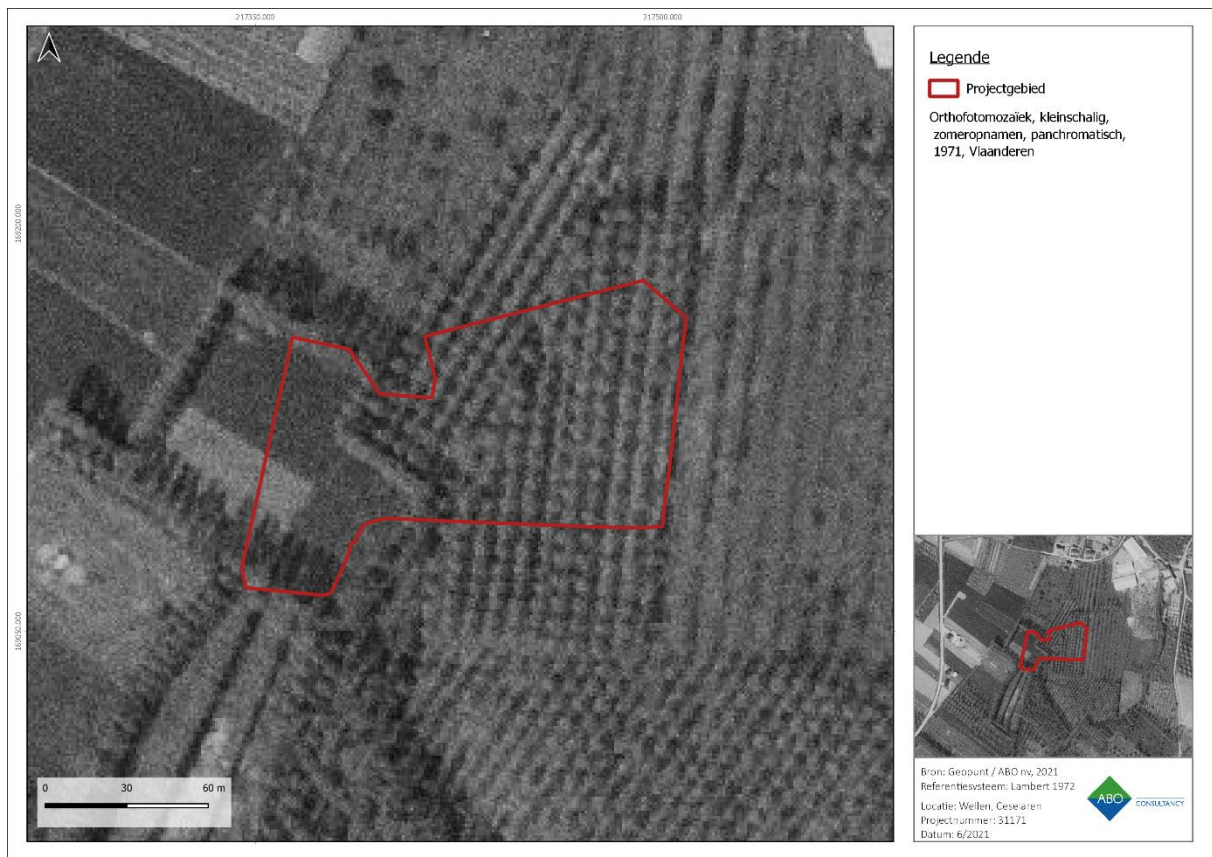 217350.000
217500.000
169200.000
169050.000
0 30 60 m
Legende
Projectgebied
Orthofotomozaïek, kleinschalig,
zomeropnamen, panchromatisch,
1971, Vlaanderen
Bron: Geopunt / ABO nv, 2021
Referentiesysteem: Lambert 1972
Locatie: Wellen, Ceselaren
Projectnummer: 31171
Datum: 6/2021
ABO
CONSULTANCY